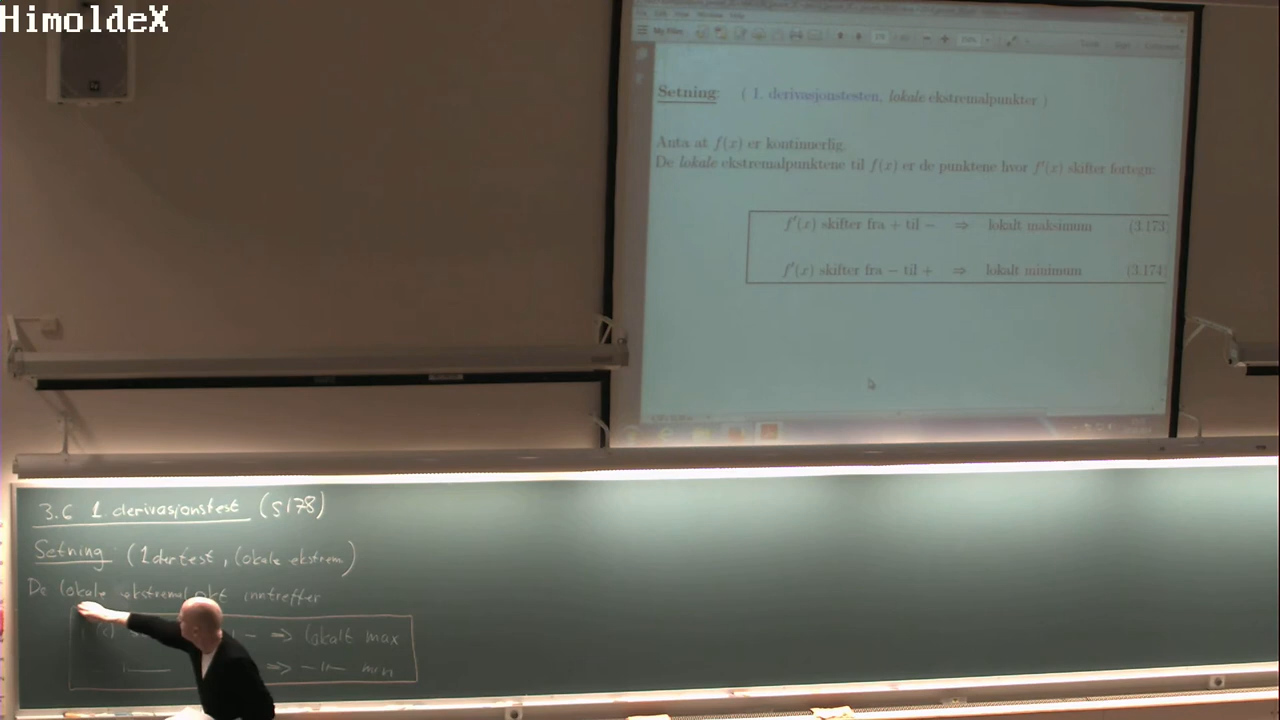 HimoldeX
My Files
Setning: ( 1. derivasjonstesten, lokale ekstremalpunkter )
Anta at f(x) er kontinuerlig.
De lokale ekstremalpunktene til f(x) er de punktene hvor f'(x) skifter fortegn:
f'(x) skifter fra + til − ⇒ lokalt maksimum (3.173)
f'(x) skifter fra − til + ⇒ lokalt minimum (3.174)
3.6 1. derivasjonstest (s178)
Setning: (1 der test, lokale ekstrem)
De lokale ekstremalpkt inntreffer
− ⇒ lokalt max
⇒ −"− min